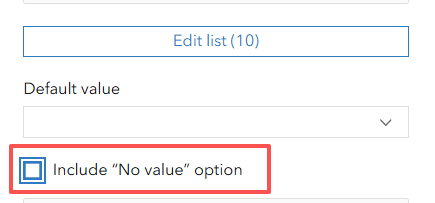 Edit list (10)
Default value
Include “No value” option